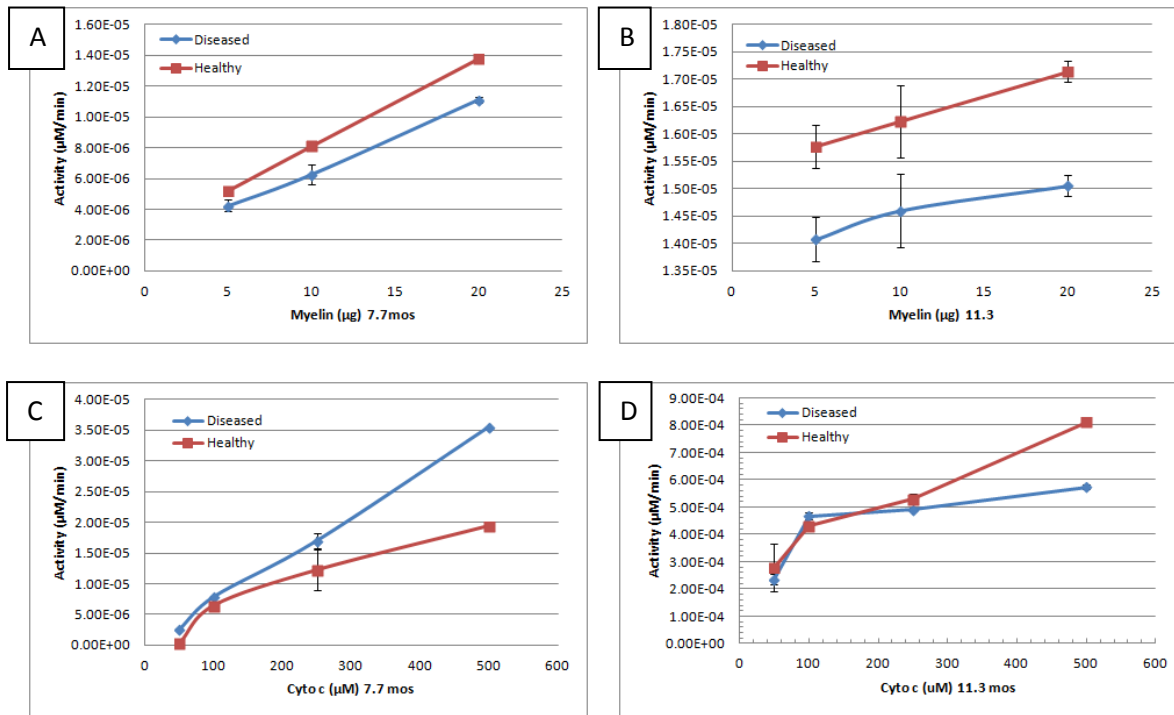 A
1.60E-05
1.40E-05
1.20E-05
1.00E-05
8.00E-06
6.00E-06
4.00E-06
2.00E-06
0.00E+00
Activity (µM/min)
Diseased
Healthy
0 5 10 15 20 25
Myelin (µg) 7.7mos
B
1.80E-05
1.75E-05
1.70E-05
1.65E-05
1.60E-05
1.55E-05
1.50E-05
1.45E-05
1.40E-05
1.35E-05
Activity (µM/min)
Diseased
Healthy
0 5 10 15 20 25
Myelin (µg) 11.3
C
4.00E-05
3.50E-05
3.00E-05
2.50E-05
2.00E-05
1.50E-05
1.00E-05
5.00E-06
0.00E+00
Activity (µM/min)
Diseased
Healthy
0 100 200 300 400 500 600
Cyto c (µM) 7.7 mos
D
9.00E-04
8.00E-04
7.00E-04
6.00E-04
5.00E-04
4.00E-04
3.00E-04
2.00E-04
1.00E-04
0.00E+00
Activity (µM/min)
Diseased
Healthy
0 100 200 300 400 500 600
Cyto c (uM) 11.3 mos